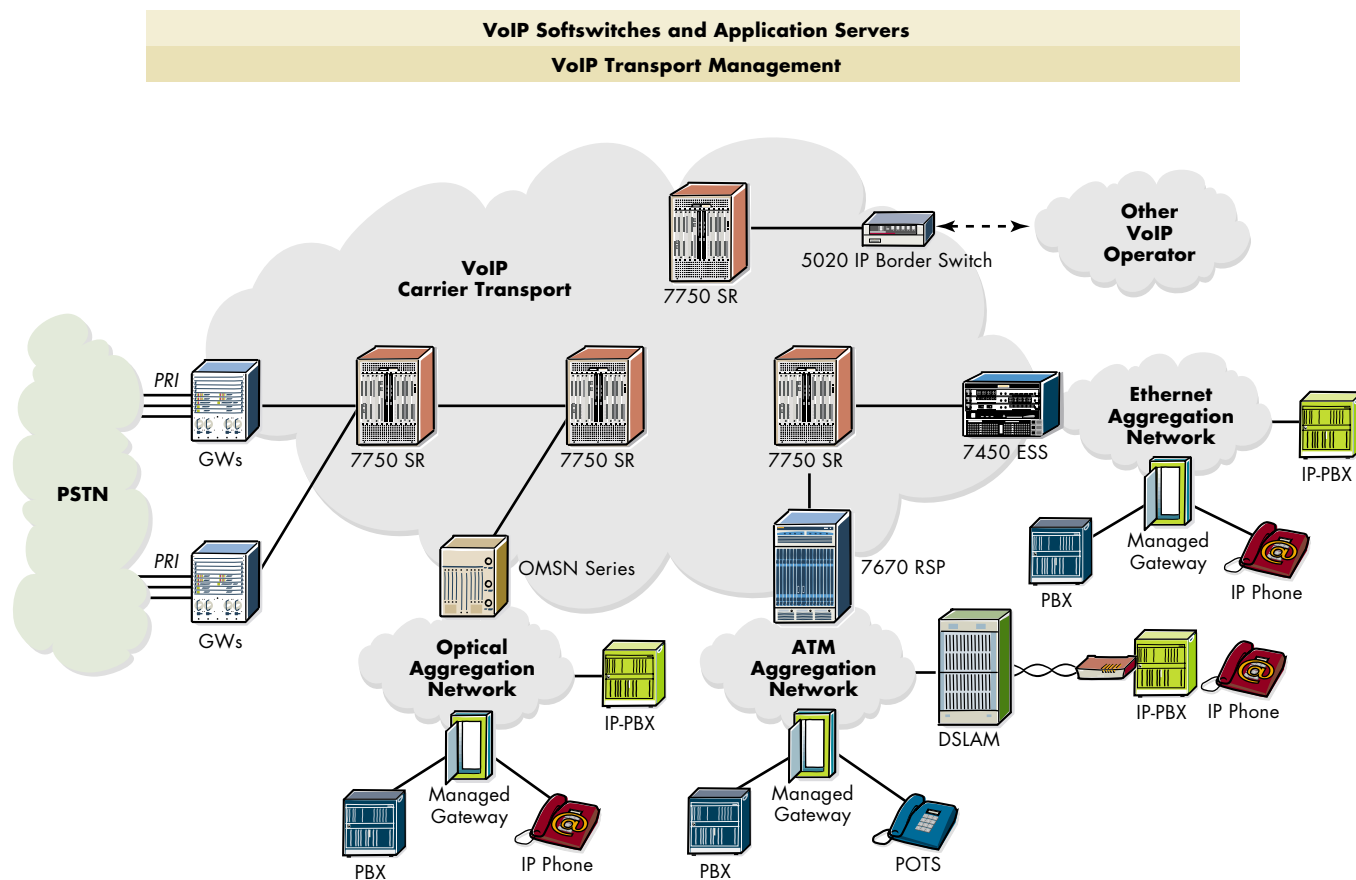 VoIP Softswitches and Application Servers
VoIP Transport Management
Other
VoIP
Operator
5020 IP Border Switch
7750 SR
VoIP
Carrier Transport
PSTN
PRI
GWs
7750 SR
7750 SR
7750 SR
7450 ESS
Ethernet
Aggregation
Network
IP-PBX
Managed
Gateway
PBX
IP Phone
PRI
GWs
OMSN Series
7670 RSP
Optical
Aggregation
Network
IP-PBX
Managed
Gateway
PBX
IP Phone
ATM
Aggregation
Network
DSLAM
IP-PBX
IP Phone
Managed
Gateway
PBX
POTS